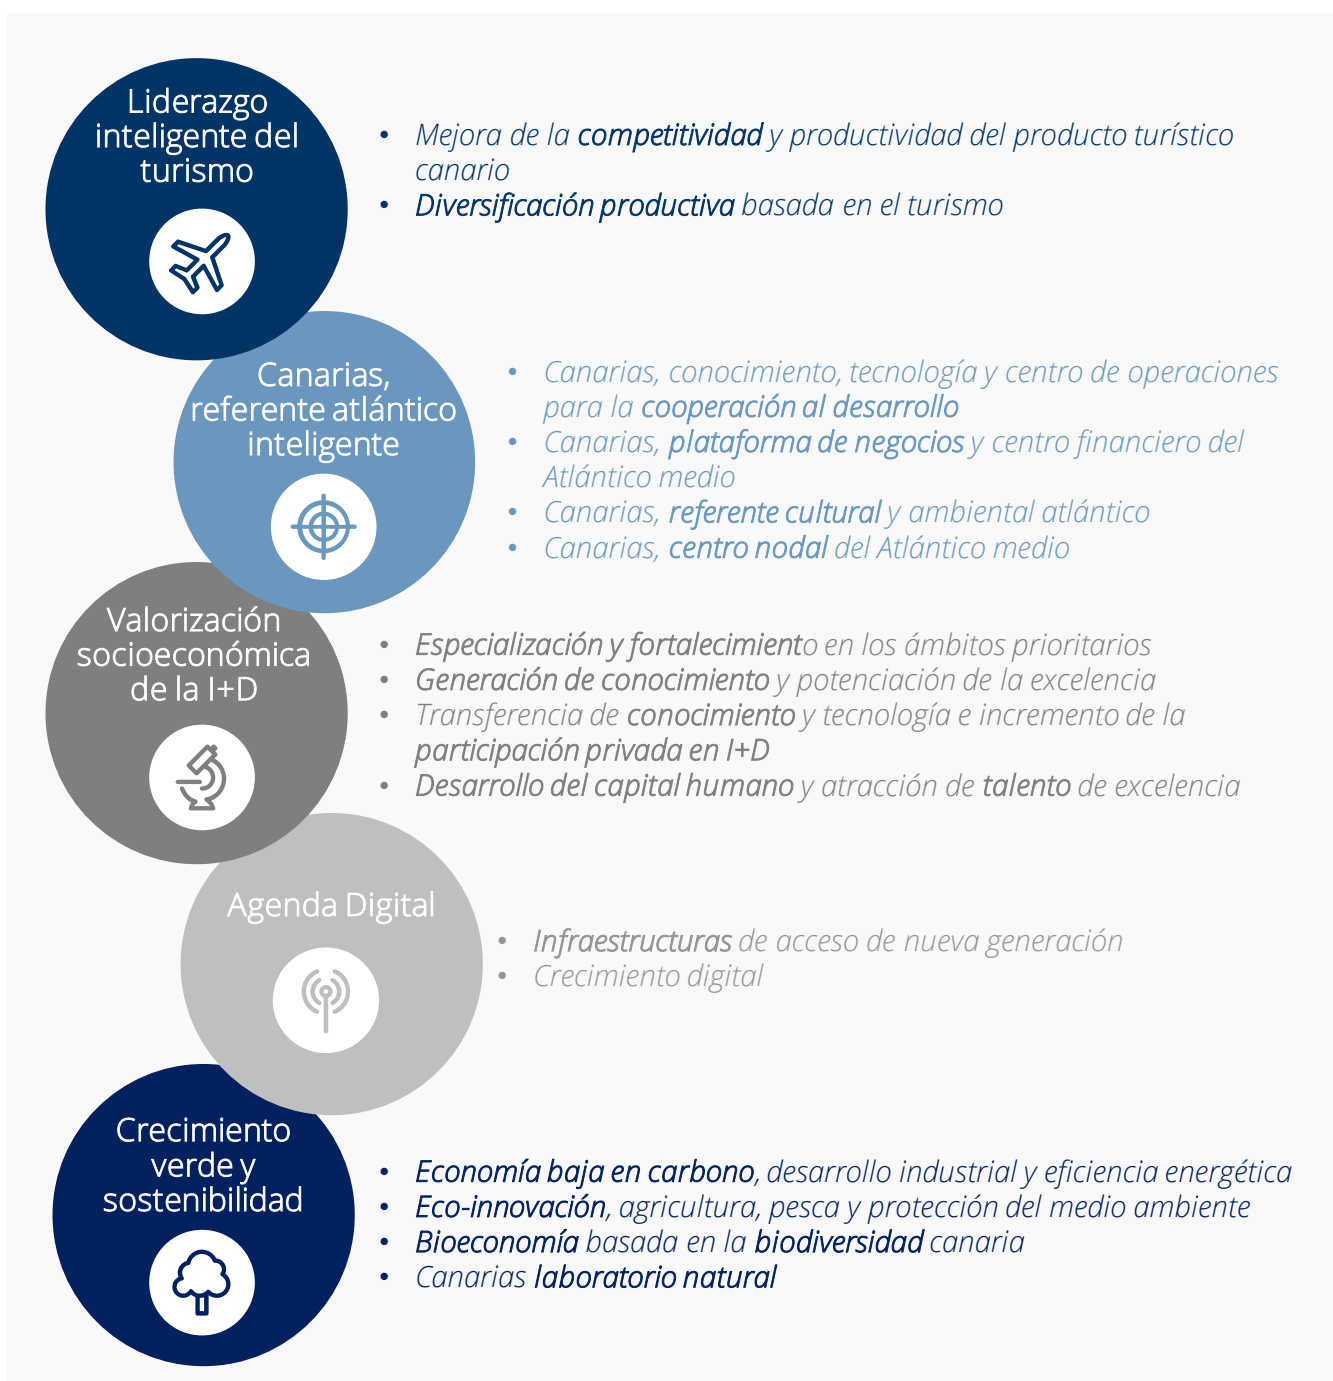 Liderazgo
inteligente del
turismo
• Mejora de la competitividad y productividad del producto turístico
canario
• Diversificación productiva basada en el turismo
Canarias,
referente atlántico
inteligente
• Canarias, conocimiento, tecnología y centro de operaciones
para la cooperación al desarrollo
• Canarias, plataforma de negocios y centro financiero del
Atlántico medio
• Canarias, referente cultural y ambiental atlántico
• Canarias, centro nodal del Atlántico medio
Valorización
socioeconómica
de la I+D
• Especialización y fortalecimiento en los ámbitos prioritarios
• Generación de conocimiento y potenciación de la excelencia
• Transferencia de conocimiento y tecnología e incremento de la
participación privada en I+D
• Desarrollo del capital humano y atracción de talento de excelencia
Agenda Digital
• Infraestructuras de acceso de nueva generación
• Crecimiento digital
Crecimiento
verde y
sostenibilidad
• Economía baja en carbono, desarrollo industrial y eficiencia energética
• Eco-innovación, agricultura, pesca y protección del medio ambiente
• Bioeconomía basada en la biodiversidad canaria
• Canarias laboratorio natural